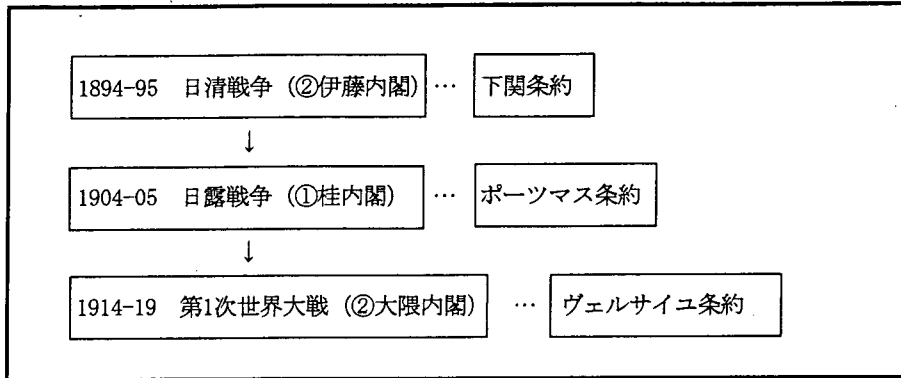 1894-95 日清戦争（②伊藤内閣） … 下関条約
↓
1904-05 日露戦争（①桂内閣） … ポーツマス条約
↓
1914-19 第1次世界大戦（②大隈内閣） … ヴェルサイユ条約